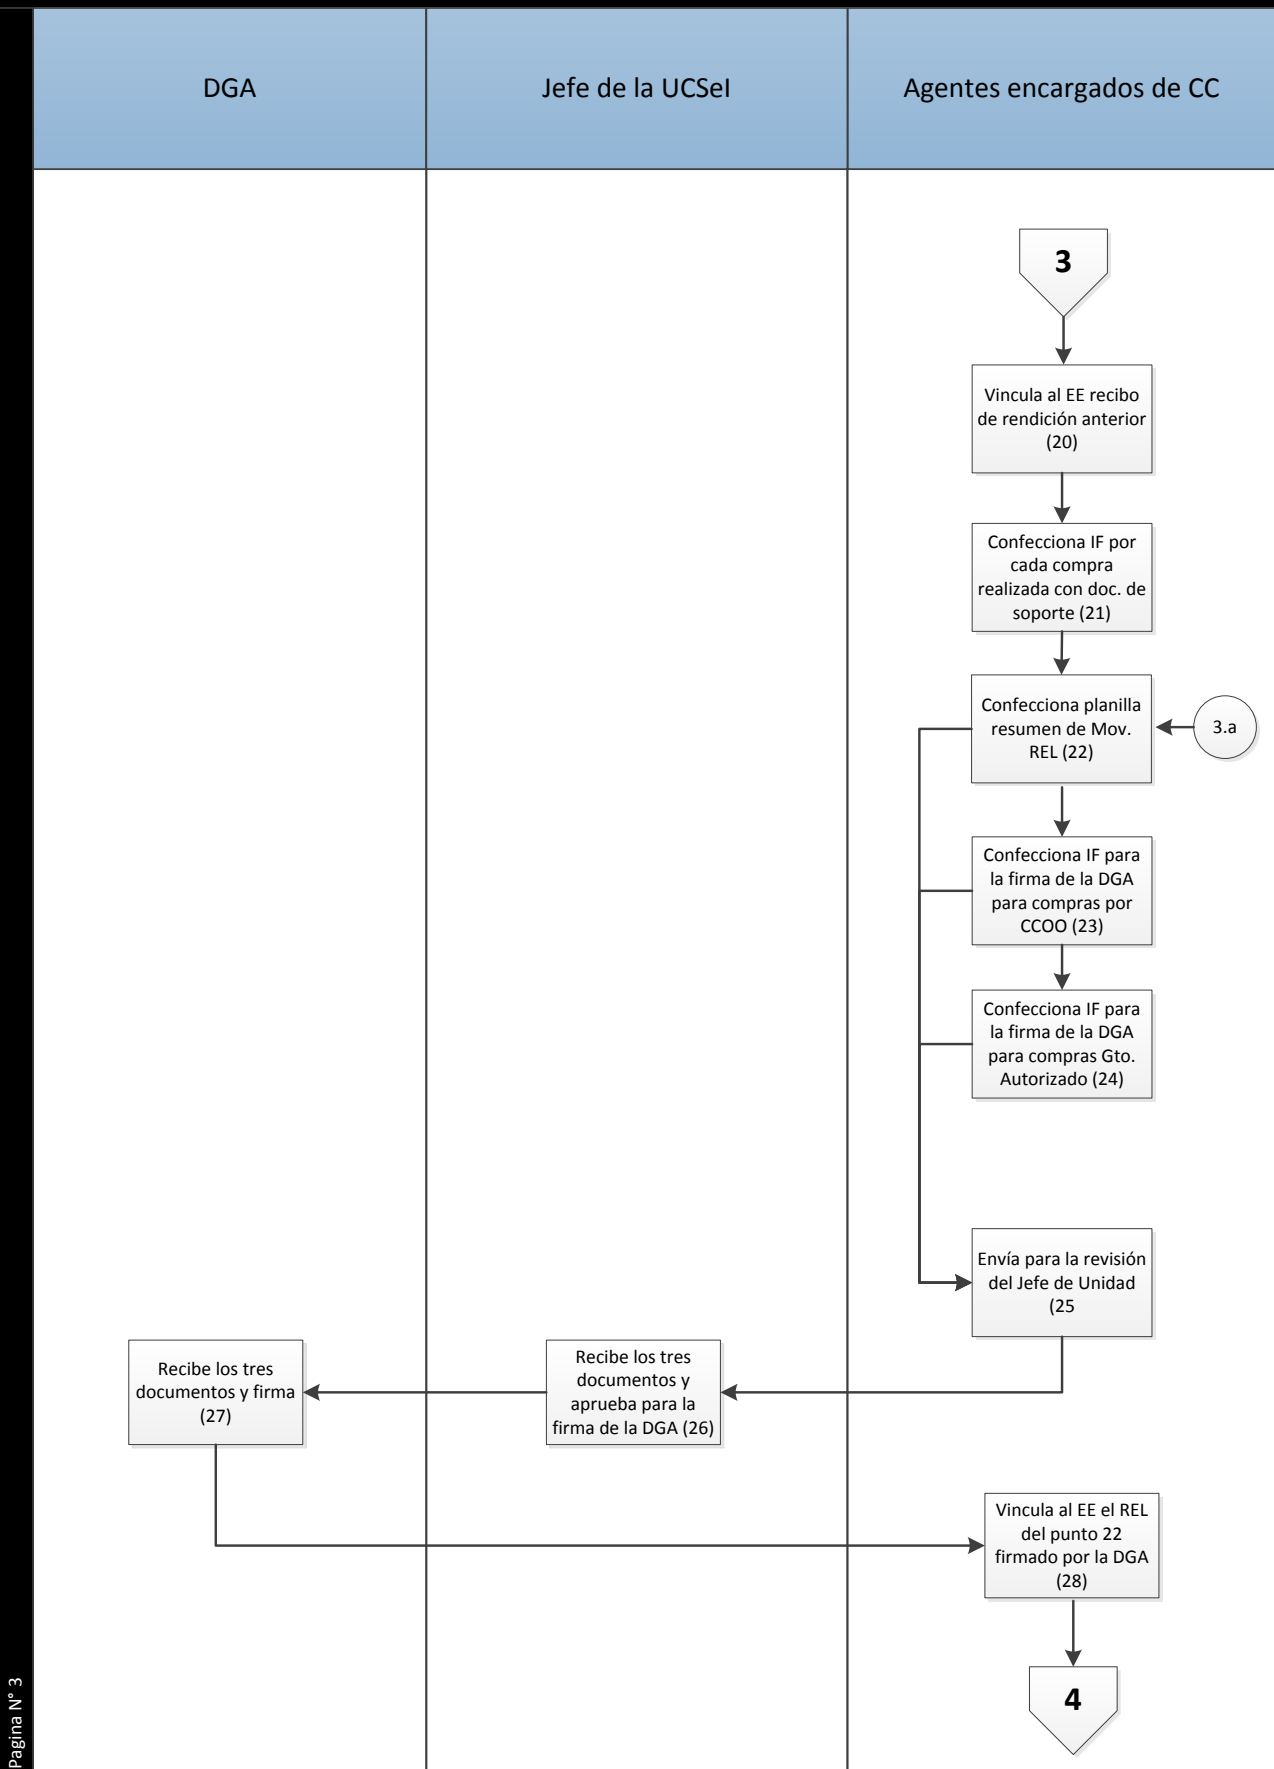 DGA
Jefe de la UCSeI
Agentes encargados de CC
3
Vincula al EE recibo
de rendición anterior
(20)
Confecciona IF por
cada compra
realizada con doc. de
soporte (21)
Confecciona planilla
resumen de Mov.
REL (22)
3.a
Confecciona IF para
la firma de la DGA
para compras por
CCOO (23)
Confecciona IF para
la firma de la DGA
para compras Gto.
Autorizado (24)
Envía para la revisión
del Jefe de Unidad
(25
Recibe los tres
documentos y
aprueba para la
firma de la DGA (26)
Recibe los tres
documentos y firma
(27)
Vincula al EE el REL
del punto 22
firmado por la DGA
(28)
4
Pagina N° 3